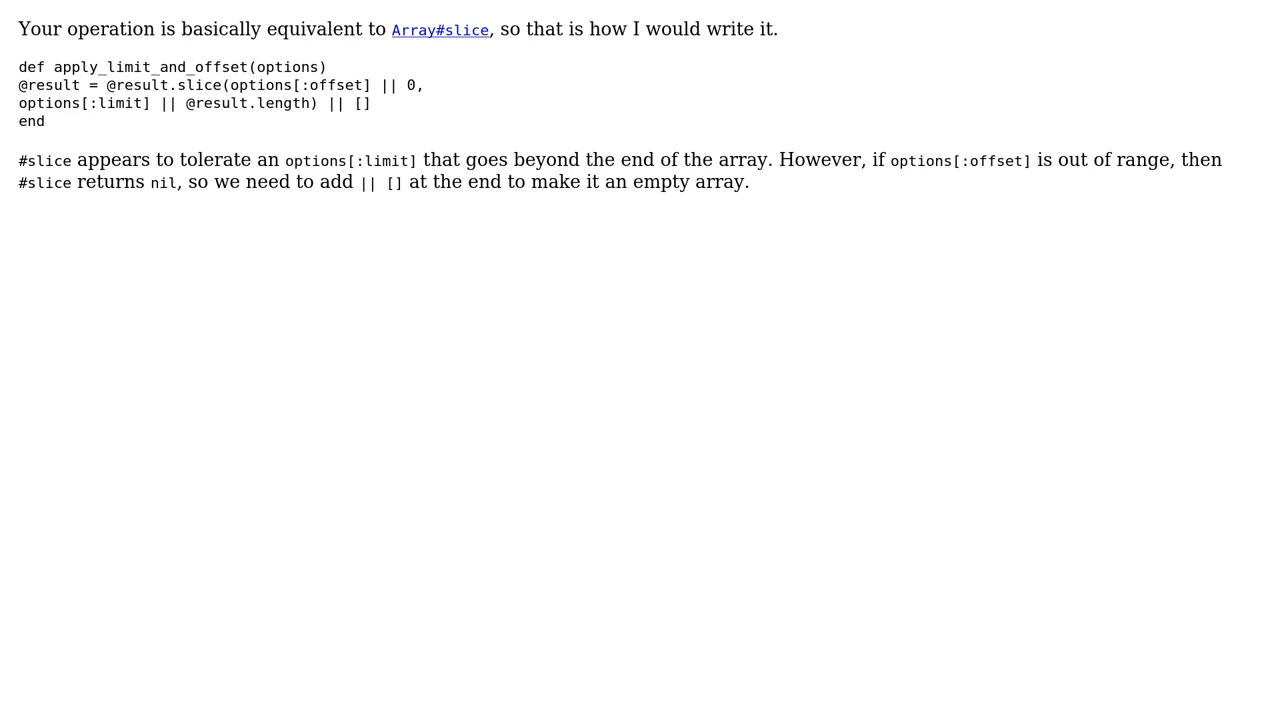 Your operation is basically equivalent to Array#slice, so that is how I would write it.
def apply_limit_and_offset(options)
@result = @result.slice(options[:offset] || 0,
options[:limit] || @result.length) || []
end
#slice appears to tolerate an options[:limit] that goes beyond the end of the array. However, if options[:offset] is out of range, then
#slice returns nil, so we need to add || [] at the end to make it an empty array.